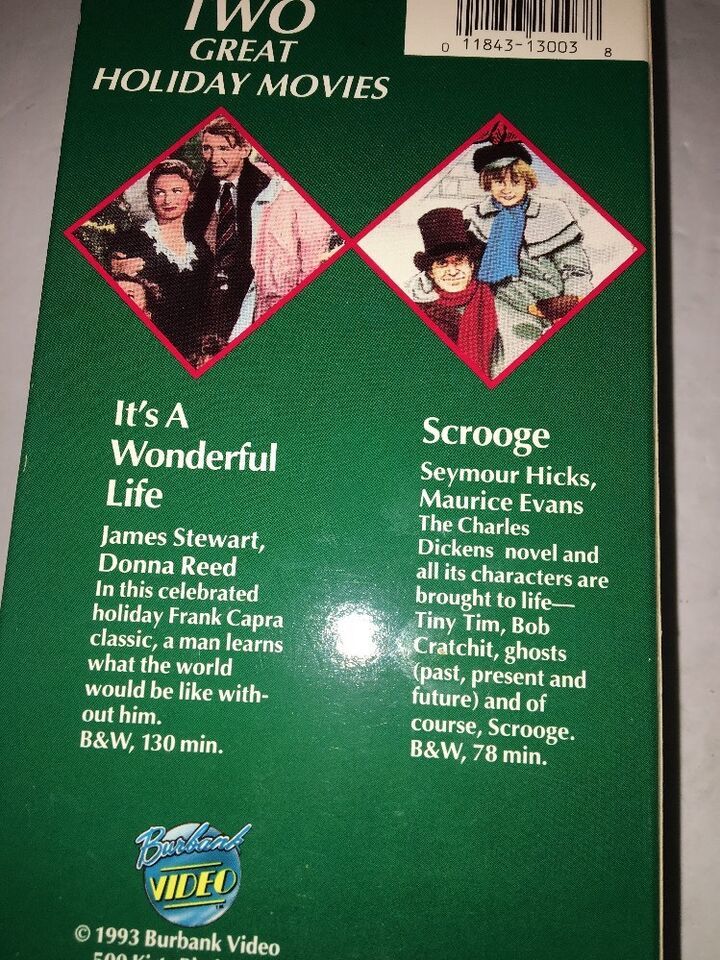 TWO
GREAT
HOLIDAY MOVIES
0 11843-13003 8
It's A
Wonderful
Life
James Stewart,
Donna Reed
In this celebrated
holiday Frank Capra
classic, a man learns
what the world
would be like with-
out him.
B&W, 130 min.
Scrooge
Seymour Hicks,
Maurice Evans
The Charles
Dickens novel and
all its characters are
brought to life—
Tiny Tim, Bob
Cratchit, ghosts
(past, present and
future) and of
course, Scrooge.
B&W, 78 min.
Burbank
VIDEO
© 1993 Burbank Video